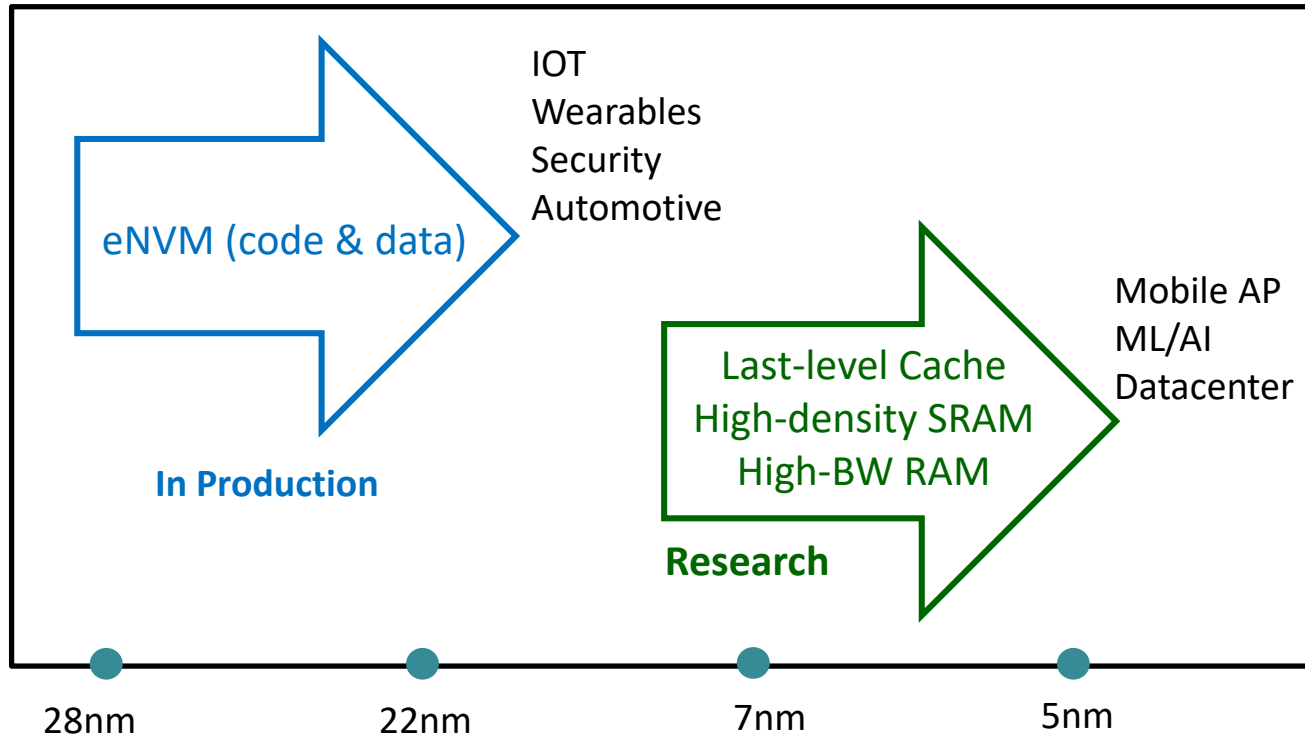 IOT
Wearables
Security
Automotive
eNVM (code & data)
In Production
Mobile AP
ML/AI
Datacenter
Last-level Cache
High-density SRAM
High-BW RAM
Research
28nm
22nm
7nm
5nm